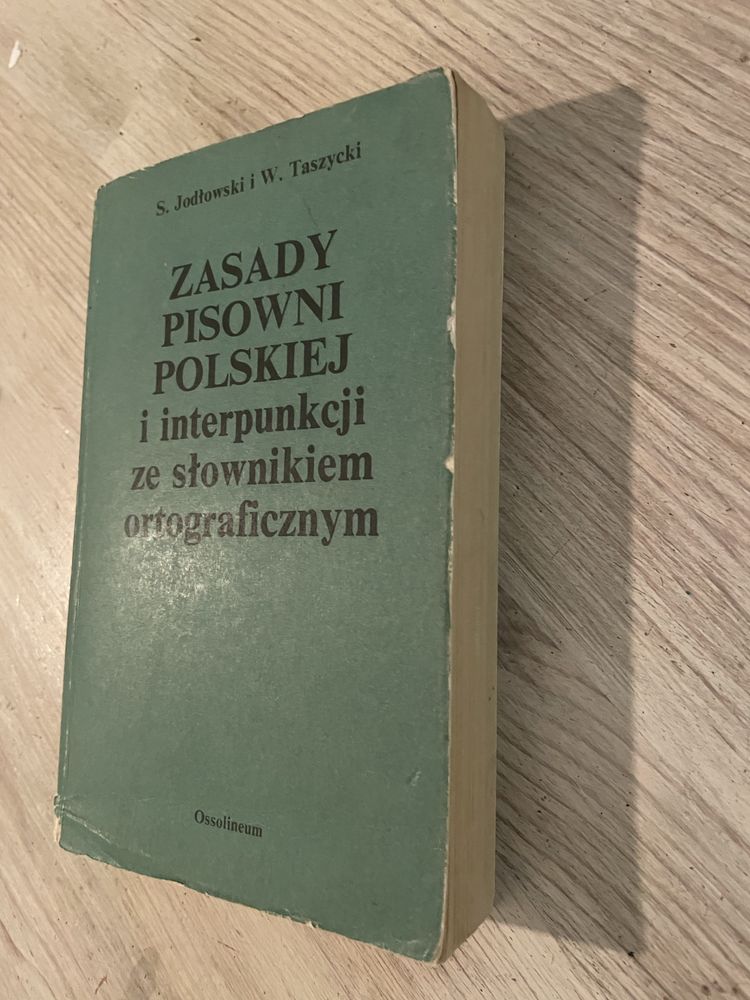 S. Jodłowski i W. Taszycki
ZASADY
PISOWNI
POLSKIEJ
i interpunkcji
ze słownikiem
ortograficznym
Ossolineum